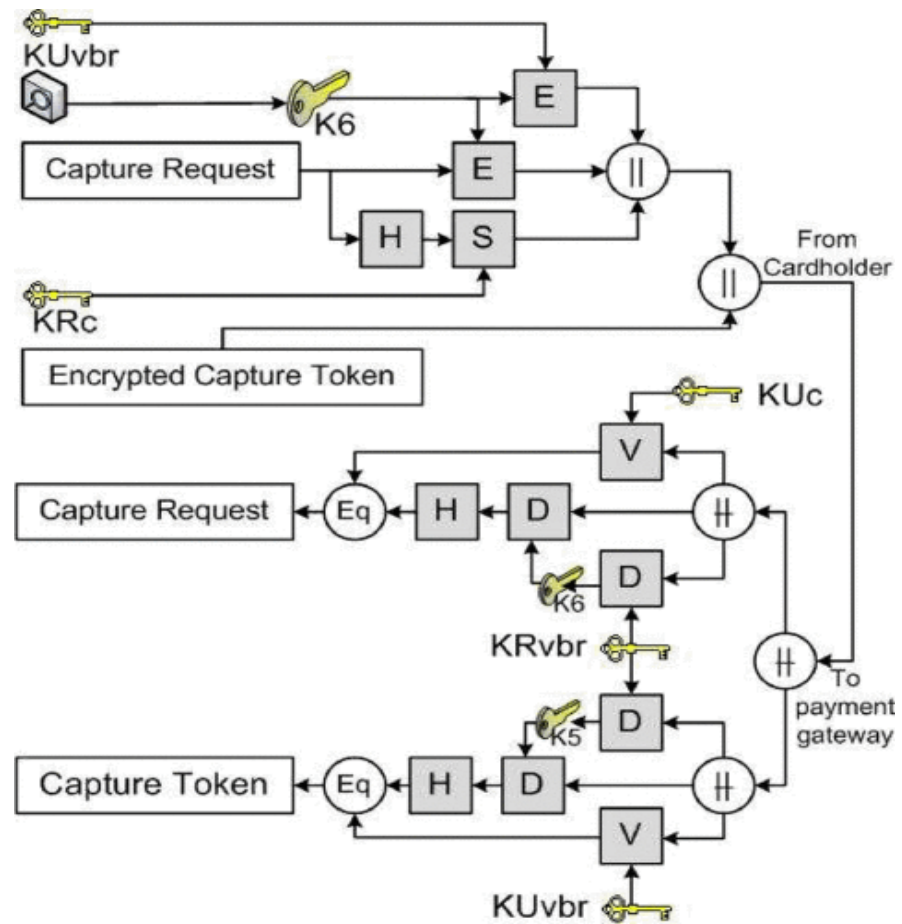 KUvbr
E
K6
Capture Request
E
||
H
S
From
Cardholder
||
KRc
Encrypted Capture Token
KUc
V
Capture Request
Eq
H
D
D
K6
KRvbr
To
payment
gateway
D
K5
Capture Token
Eq
H
D
V
KUvbr